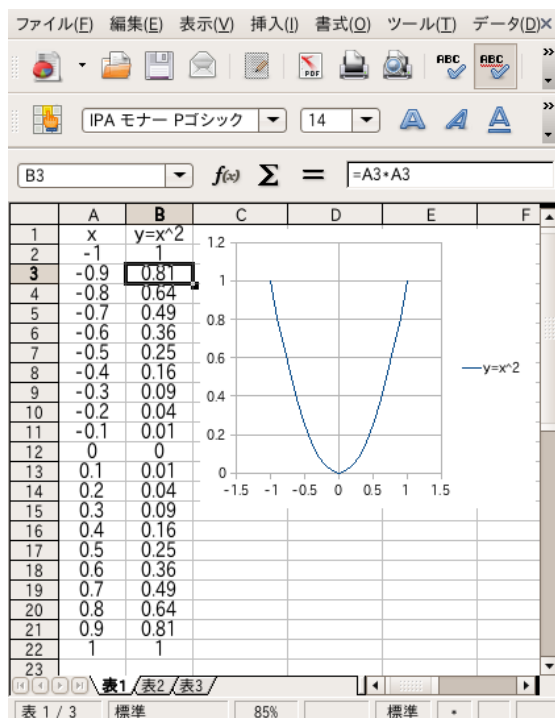 ファイル(F) 編集(E) 表示(V) 挿入(I) 書式(O) ツール(T) データ(D)×
PDF ABC ABC »
IPA モナー Pゴシック 14 A A A »
B3 f(x) Σ = =A3*A3
A B C D E F
1 x y=x^2
2 -1 1
3 -0.9 0.81
4 -0.8 0.64
5 -0.7 0.49
6 -0.6 0.36
7 -0.5 0.25
8 -0.4 0.16
9 -0.3 0.09
10 -0.2 0.04
11 -0.1 0.01
12 0 0
13 0.1 0.01
14 0.2 0.04
15 0.3 0.09
16 0.4 0.16
17 0.5 0.25
18 0.6 0.36
19 0.7 0.49
20 0.8 0.64
21 0.9 0.81
22 1 1
23
1.2
1
0.8
0.6
0.4
0.2
0
-1.5 -1 -0.5 0 0.5 1 1.5
y=x^2
表1 表2 表3
表 1 / 3 標準 85% 標準 *